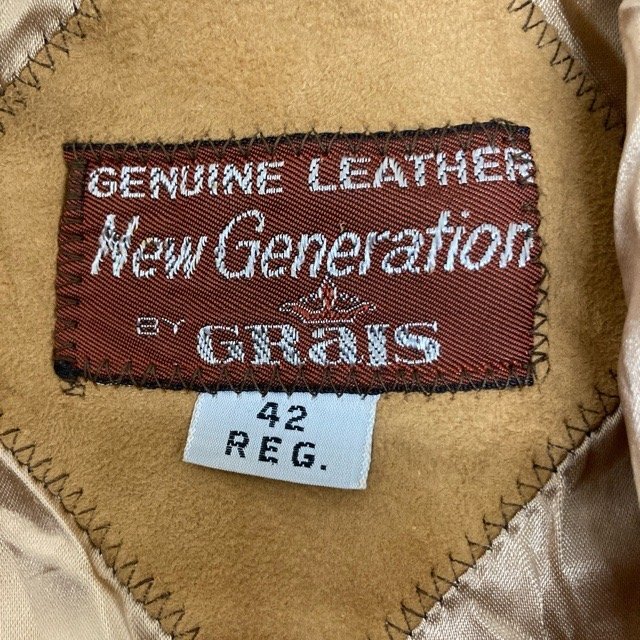 GENUINE LEATHER
New Generation
BY GRaIS
42
REG.